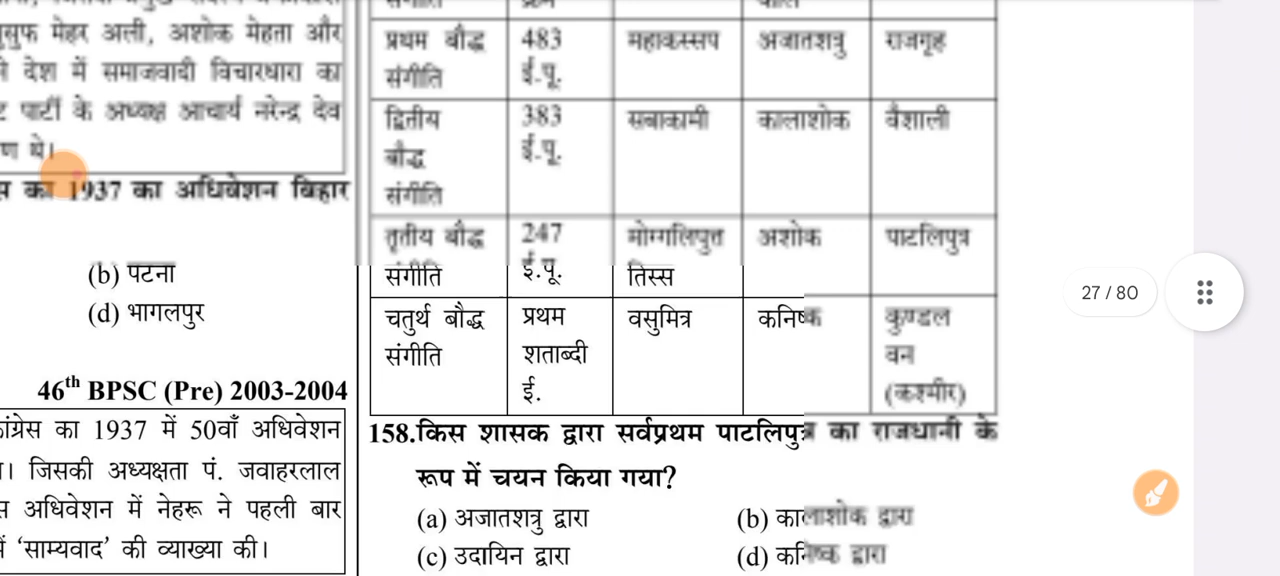 सुफ मेहर अली, अशोक मेहता और
देश में समाजवादी विचारधारा का
पार्टी के अध्यक्ष आचार्य नरेन्द्र देव
ण थे।
का 1937 का अधिवेशन बिहार
(b) पटना
(d) भागलपुर
46th BPSC (Pre) 2003-2004
कांग्रेस का 1937 में 50वाँ अधिवेशन
। जिसकी अध्यक्षता पं. जवाहरलाल
अधिवेशन में नेहरू ने पहली बार
में ‘साम्यवाद’ की व्याख्या की।
प्रथम बौद्ध संगीति 483 ई.पू. महाकस्सप अजातशत्रु राजगृह
द्वितीय बौद्ध संगीति 383 ई.पू. सबाकामी कालाशोक वैशाली
तृतीय बौद्ध संगीति 247 ई.पू. मोग्गलिपुत्त तिस्स अशोक पाटलिपुत्र
चतुर्थ बौद्ध संगीति प्रथम शताब्दी ई. वसुमित्र कनिष्क कुण्डल वन (कश्मीर)
158.किस शासक द्वारा सर्वप्रथम पाटलिपुत्र का राजधानी के
रूप में चयन किया गया?
(a) अजातशत्रु द्वारा (b) कालाशोक द्वारा
(c) उदायिन द्वारा (d) कनिष्क द्वारा
27 / 80